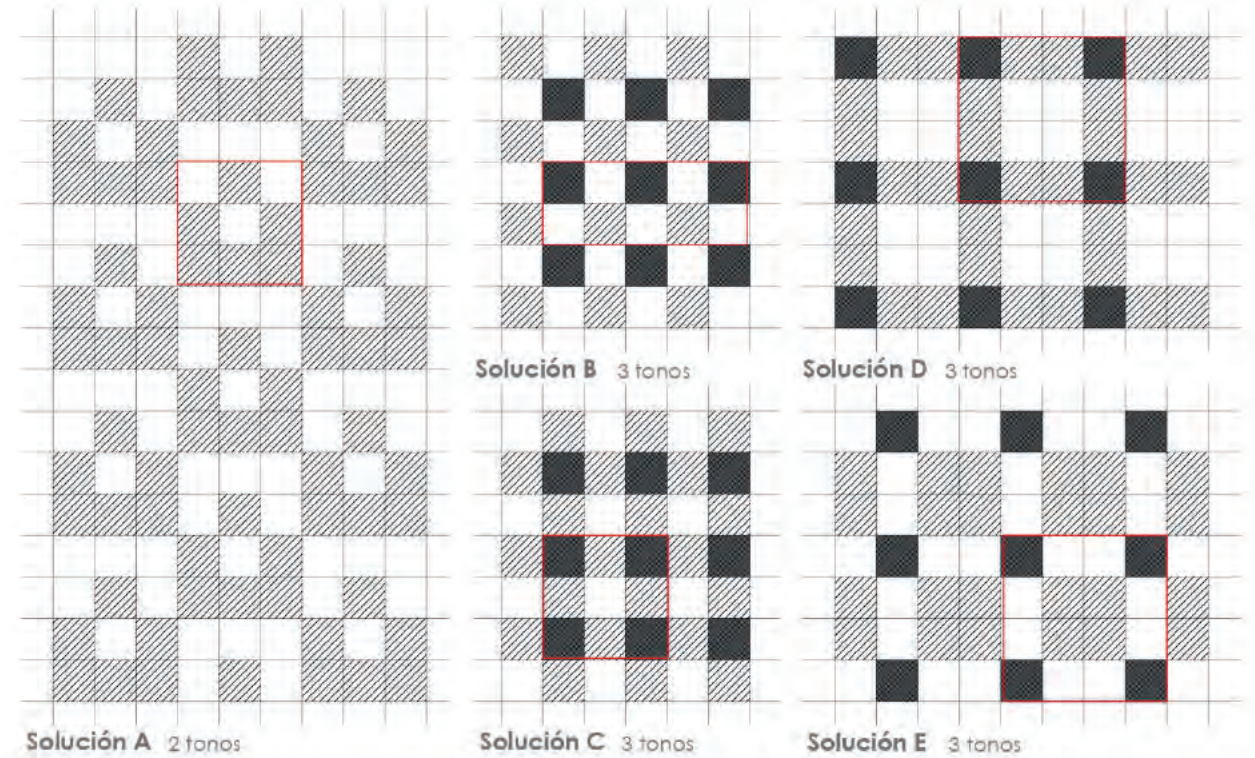 Solución B 3 tonos
Solución D 3 tonos
Solución A 2 tonos
Solución C 3 tonos
Solución E 3 tonos